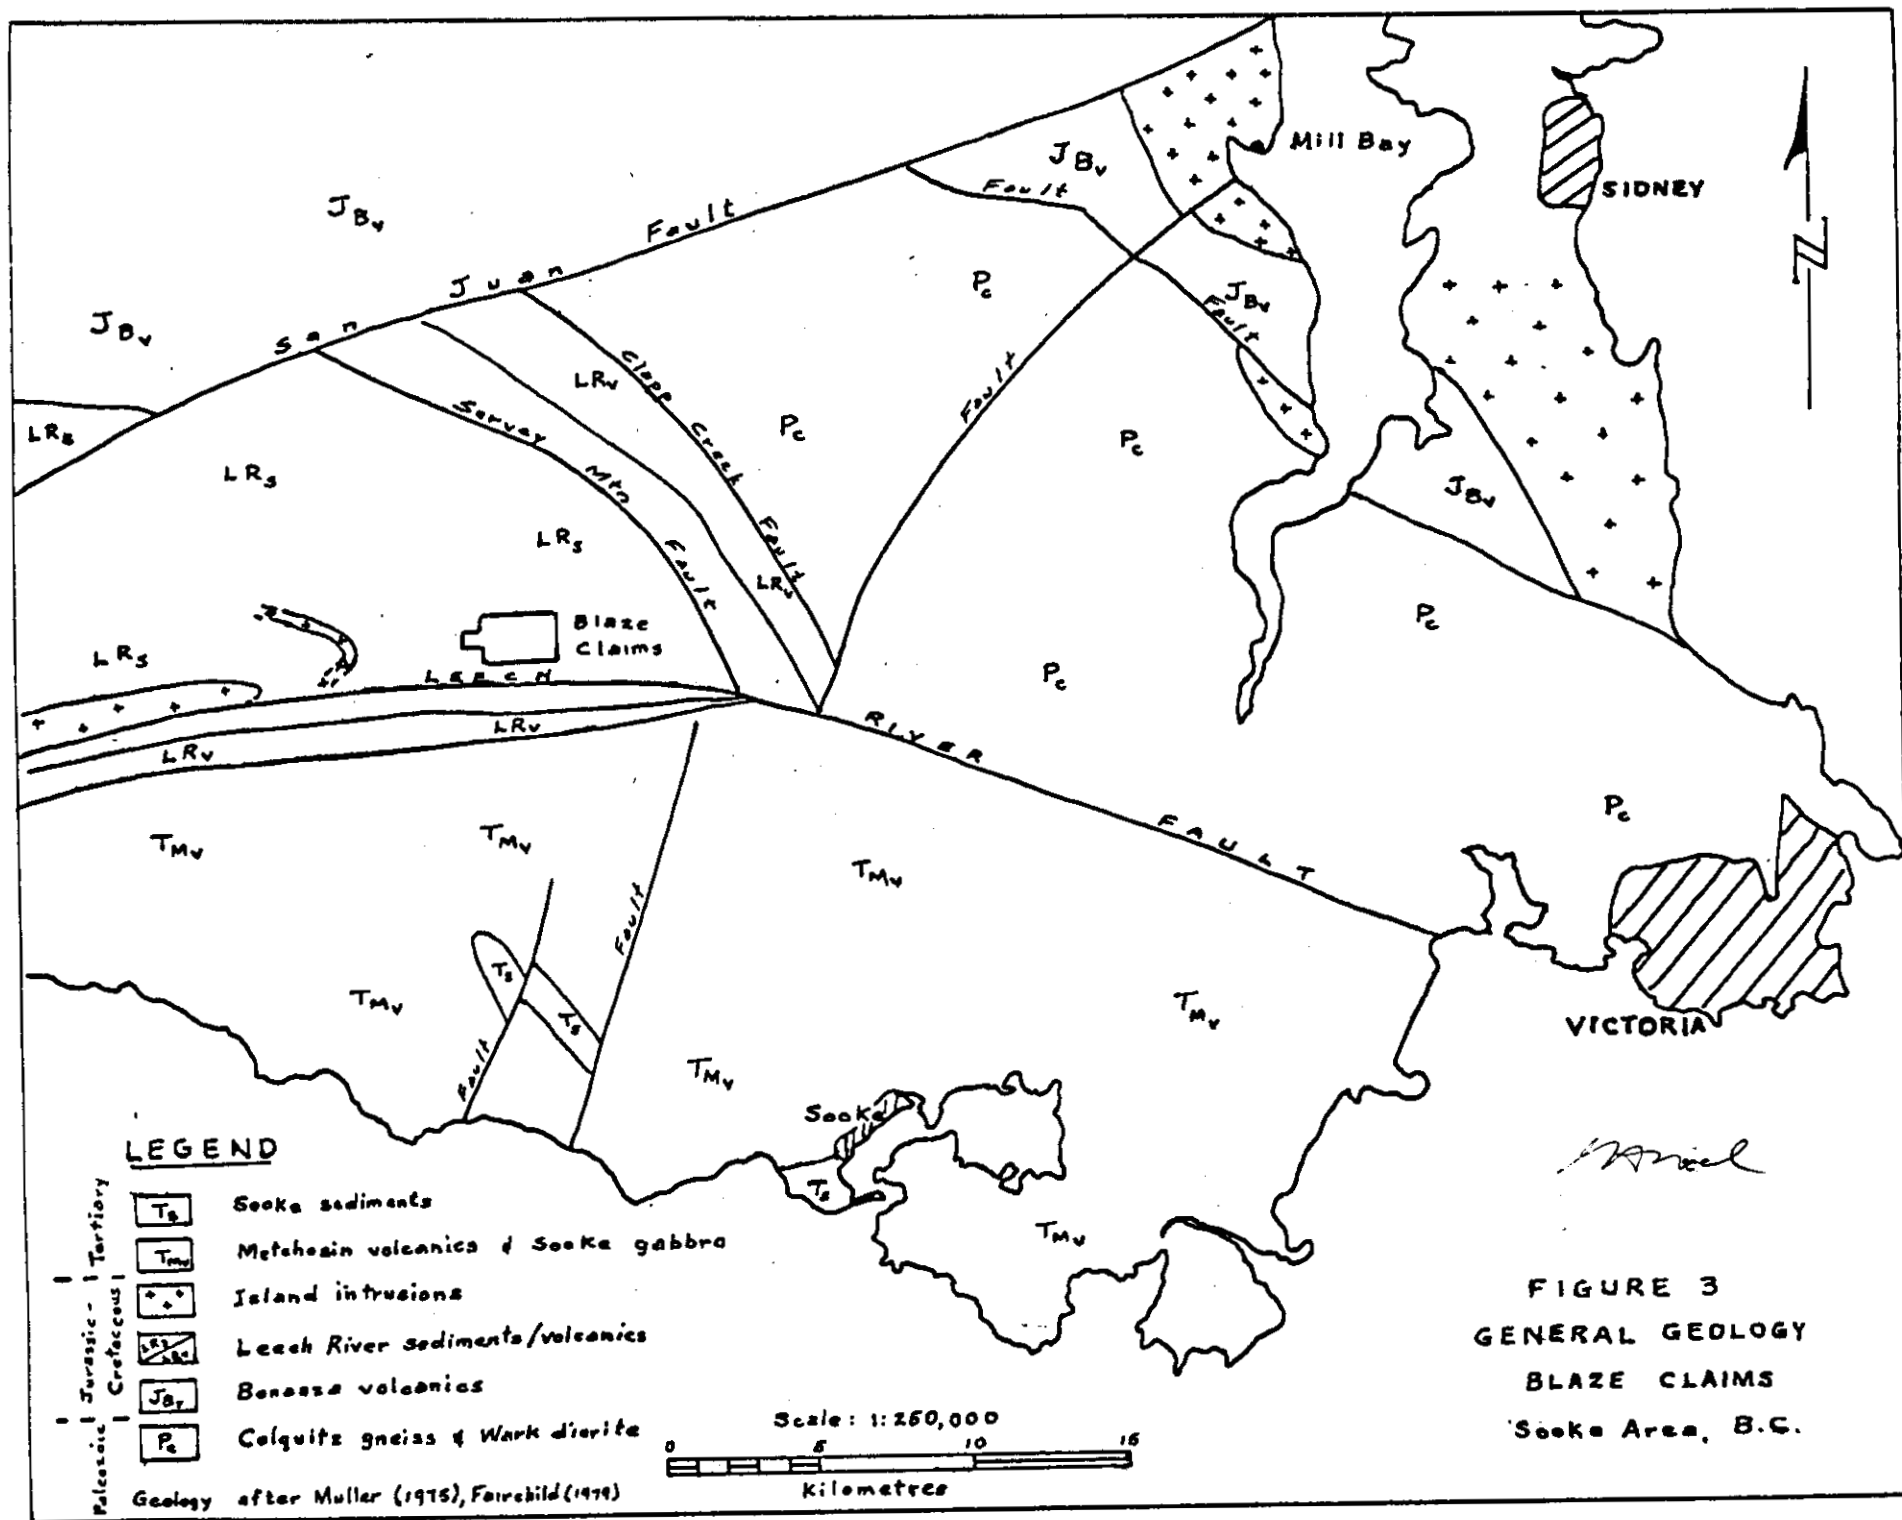 Mill Bay
SIDNEY
N
JBv
JBv
JBv
San Juan Fault
Fault
Pc
JBv
Fault
LRs
LRv
Clapp Creek Fault
Survey Mtn Fault
Fault
Pc
Pc
LRs
JBv
LRs
LRv
Blaze
Claims
LRs
Pc
Pc
LEECH RIVER FAULT
LRv
LRv
Pc
TMv
TMv
TMv
Fault
Ts
Ts
TMv
TMv
Fault
TMv
VICTORIA
Sooke
Ts
TMv
LEGEND
Tertiary
Ts Sooke sediments
TMv Metchosin volcanics & Sooke gabbro
Jurassic-
Cretaceous
Island intrusions
LRs LRv Leech River sediments/volcanics
JBv Bonanza volcanics
Paleozoic
Pc Colquitz gneiss & Wark diorite
Geology after Muller (1975), Fairchild (1979)
Scale: 1:250,000
0 5 10 15
Kilometres
FIGURE 3
GENERAL GEOLOGY
BLAZE CLAIMS
Sooke Area, B.C.